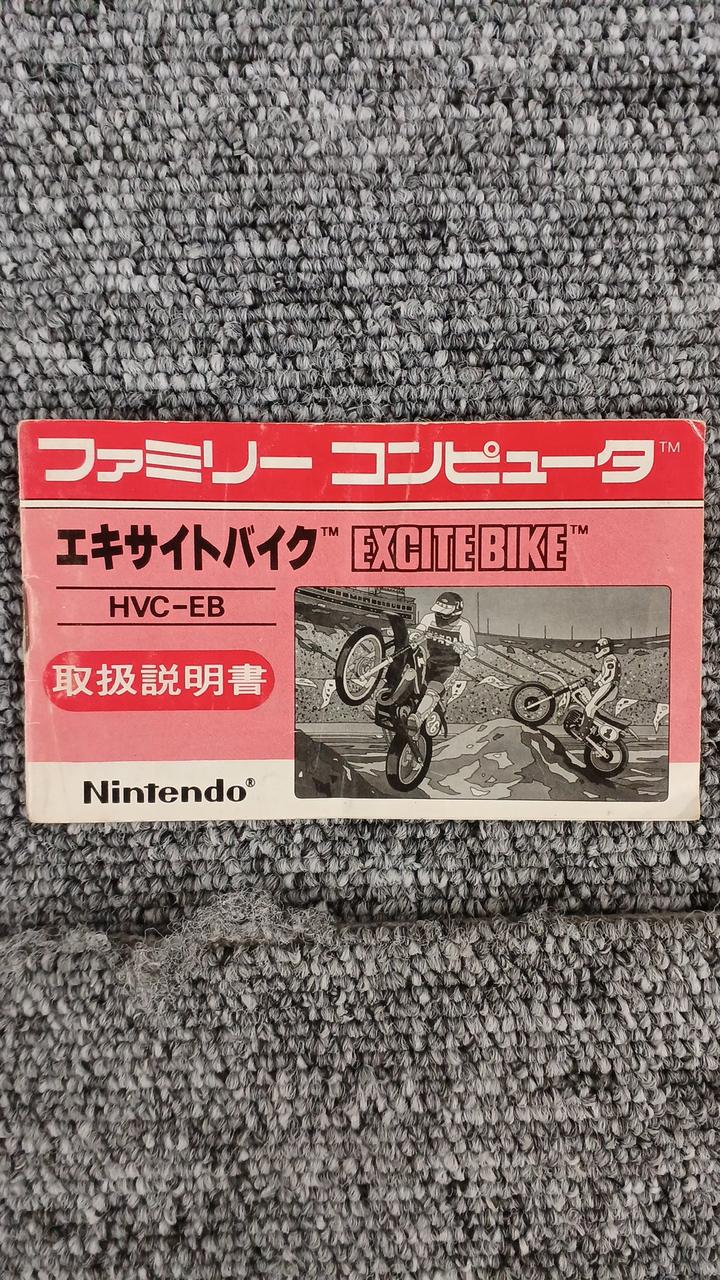 ファミリー コンピュータ™
エキサイトバイク™ EXCITEBIKE™
HVC-EB
取扱説明書
Nintendo®